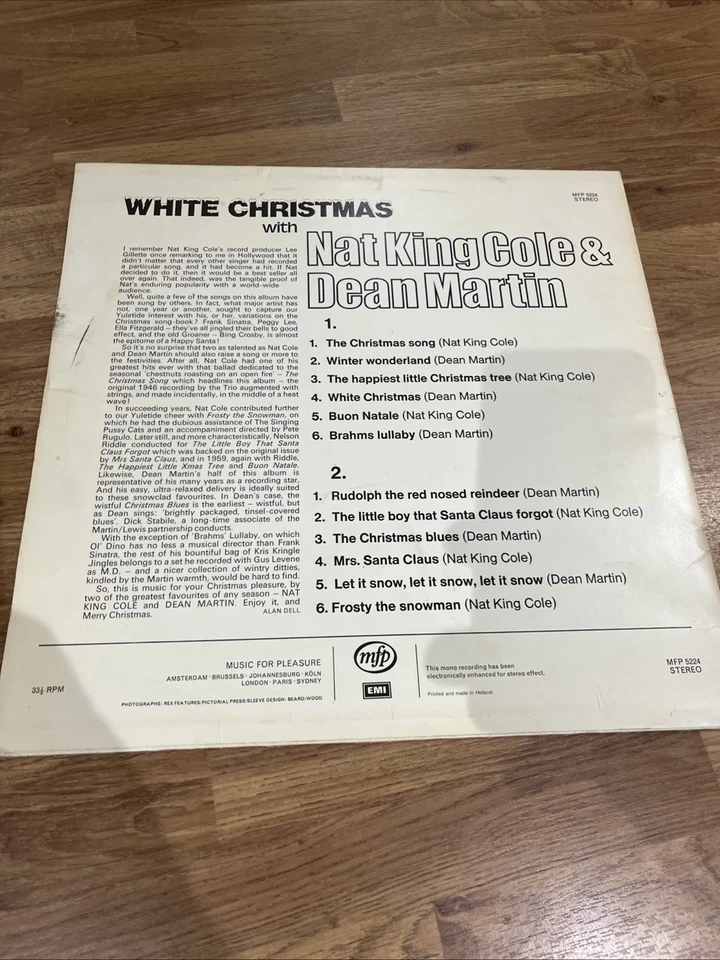 MFP 5224
STEREO
WHITE CHRISTMAS
with
Nat King Cole &
Dean Martin
I remember Nat King Cole's record producer Lee
Gillette once remarking to me in Hollywood that it
didn't matter that every other singer had recorded
a particular song, and it had become a hit. If Nat
decided to do it, then it would be a best seller all
over again. That indeed, was the tangible proof of
Nat's enduring popularity with a world-wide
audience.
Well, quite a few of the songs on this album have
been sung by others. In fact, what major artist has
not, one year or another, sought to capture our
Yuletide interest with his, or her, variations on the
Christmas song-book? Frank Sinatra, Peggy Lee,
Ella Fitzgerald – they've all jingled their bells to good
effect, and the old Groaner – Bing Crosby, is almost
the epitome of a Happy Santa!
So it's no surprise that two as talented as Nat Cole
and Dean Martin should also raise a song or more to
the festivities. After all, Nat Cole had one of his
greatest hits ever with that ballad dedicated to the
seasonal 'chestnuts roasting on an open fire' – The
Christmas Song which headlines this album – the
original 1946 recording by the Trio augmented with
strings, and made incidentally, in the middle of a heat
wave!
In succeeding years, Nat Cole contributed further
to our Yuletide cheer with Frosty the Snowman, on
which he had the dubious assistance of The Singing
Pussy Cats and an accompaniment directed by Pete
Rugulo. Later still, and more characteristically, Nelson
Riddle conducted for The Little Boy That Santa
Claus Forgot which was backed on the original issue
by Mrs Santa Claus, and in 1959, again with Riddle,
The Happiest Little Xmas Tree and Buon Natale.
Likewise, Dean Martin's half of this album is
representative of his many years as a recording star.
And his easy, ultra-relaxed delivery is ideally suited
to these snowclad favourites. In Dean's case, the
wistful Christmas Blues is the earliest – wistful, but
as Dean sings: 'brightly packaged, tinsel-covered
blues'. Dick Stabile, a long-time associate of the
Martin/Lewis partnership conducts.
With the exception of 'Brahms' Lullaby, on which
Ol' Dino has no less a musical director than Frank
Sinatra, the rest of his bountiful bag of Kris Kringle
Jingles belongs to a set he recorded with Gus Levene
as M.D. – and a nicer collection of wintry ditties,
kindled by the Martin warmth, would be hard to find.
So, this is music for your Christmas pleasure, by
two of the greatest favourites of any season – NAT
KING COLE and DEAN MARTIN. Enjoy it, and
Merry Christmas. ALAN DELL
1.
1. The Christmas song (Nat King Cole)
2. Winter wonderland (Dean Martin)
3. The happiest little Christmas tree (Nat King Cole)
4. White Christmas (Dean Martin)
5. Buon Natale (Nat King Cole)
6. Brahms lullaby (Dean Martin)
2.
1. Rudolph the red nosed reindeer (Dean Martin)
2. The little boy that Santa Claus forgot (Nat King Cole)
3. The Christmas blues (Dean Martin)
4. Mrs. Santa Claus (Nat King Cole)
5. Let it snow, let it snow, let it snow (Dean Martin)
6. Frosty the snowman (Nat King Cole)
33⅓ RPM
MUSIC FOR PLEASURE
AMSTERDAM · BRUSSELS · JOHANNESBURG · KÖLN
LONDON · PARIS · SYDNEY
PHOTOGRAPHS: REX FEATURES/PICTORIAL PRESS/SLEEVE DESIGN: BEARD/WOOD
mfp
EMI
This mono recording has been
electronically enhanced for stereo effect.
Printed and made in Holland
MFP 5224
STEREO